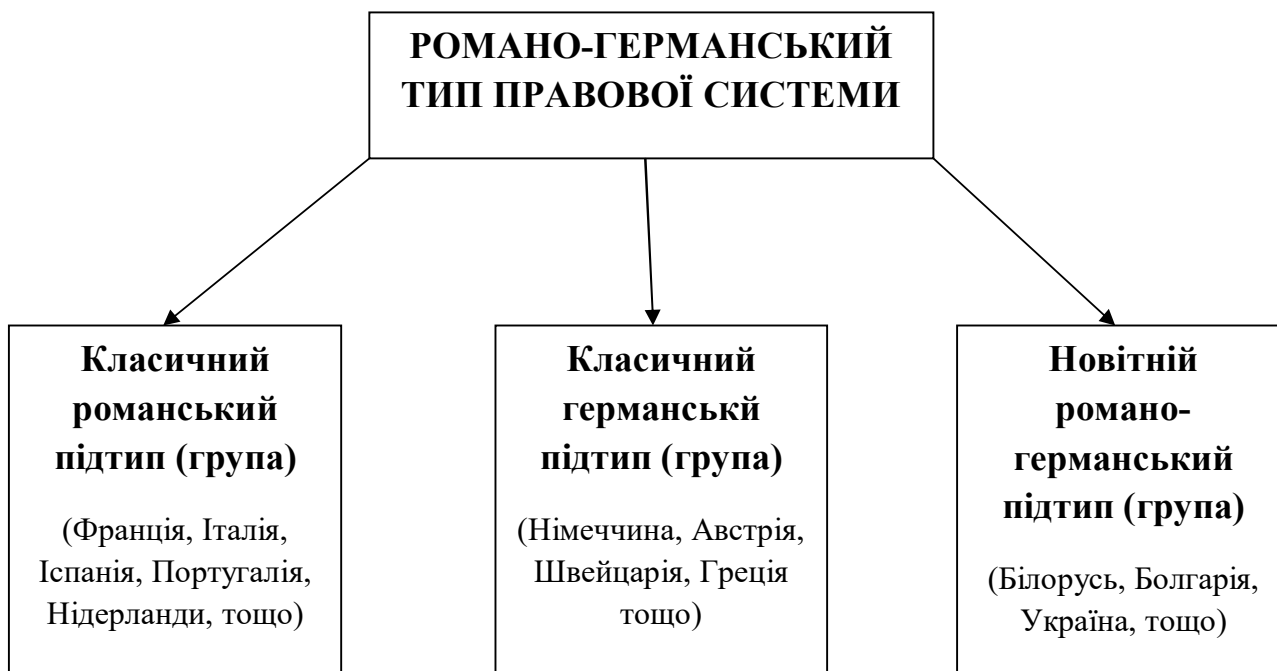 РОМАНО-ГЕРМАНСЬКИЙ
ТИП ПРАВОВОЇ СИСТЕМИ
Класичний
романський
підтип (група)
(Франція, Італія,
Іспанія, Португалія,
Нідерланди, тощо)
Класичний
германськй
підтип (група)
(Німеччина, Австрія,
Швейцарія, Греція
тощо)
Новітній
романо-
германський
підтип (група)
(Білорусь, Болгарія,
Україна, тощо)